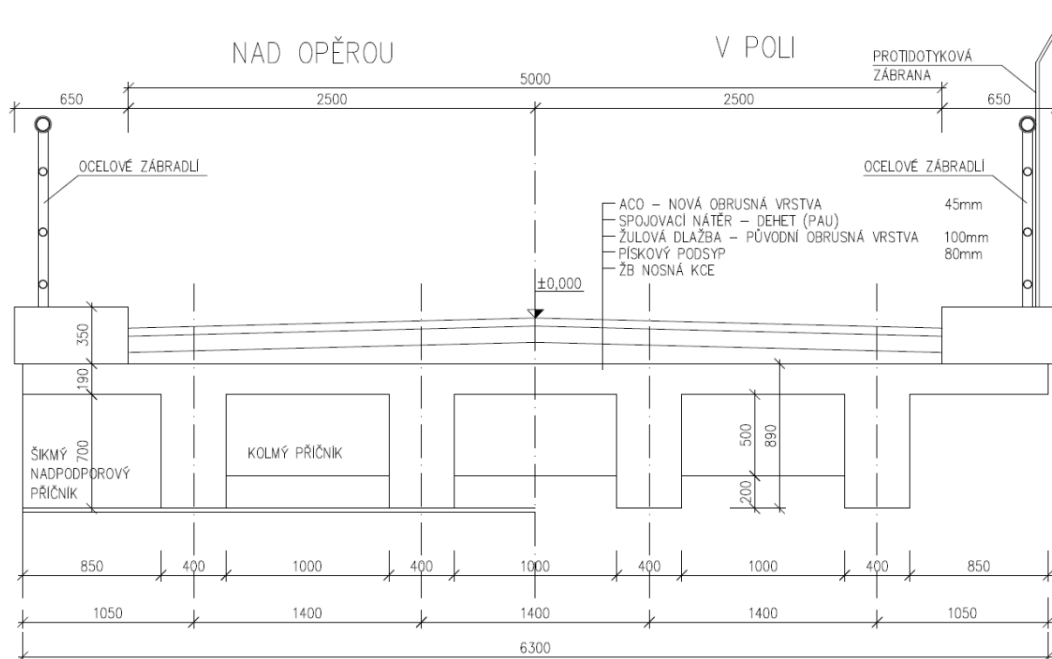 NAD OPĚROU
V POLI
PROTIDOTYKOVÁ
ZÁBRANA
5000
650
2500
2500
650
OCELOVÉ ZÁBRADLÍ
OCELOVÉ ZÁBRADLÍ
ACO – NOVÁ OBRUSNÁ VRSTVA 45mm
SPOJOVACÍ NÁTĚR – DEHET (PAU)
ŽULOVÁ DLAŽBA – PŮVODNÍ OBRUSNÁ VRSTVA 100mm
PÍSKOVÝ PODSYP 80mm
ŽB NOSNÁ KCE
±0,000
350
190
700
ŠIKMÝ
NADPODPOROVÝ
PŘÍČNÍK
KOLMÝ PŘÍČNÍK
500
890
200
850
400
1000
400
1000
400
1000
400
850
1050
1400
1400
1400
1050
6300